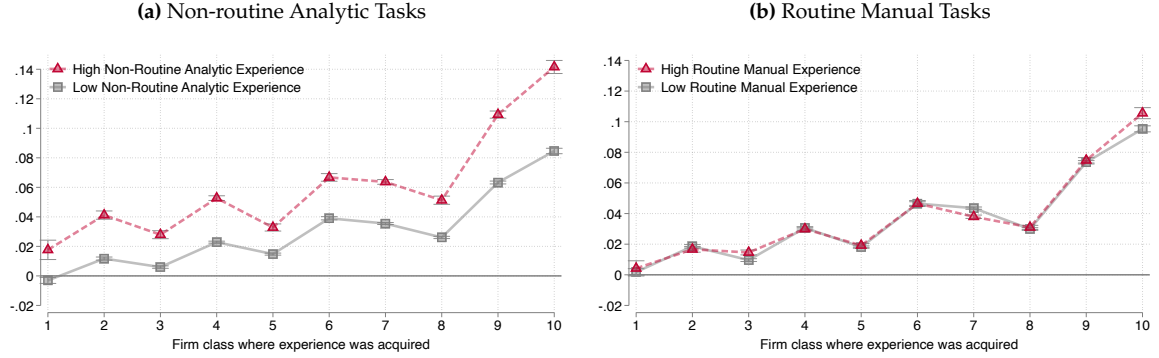 (a) Non-routine Analytic Tasks
.14
.12
.1
.08
.06
.04
.02
0
-.02
High Non-Routine Analytic Experience
Low Non-Routine Analytic Experience
1 2 3 4 5 6 7 8 9 10
Firm class where experience was acquired
(b) Routine Manual Tasks
.14
.12
.1
.08
.06
.04
.02
0
-.02
High Routine Manual Experience
Low Routine Manual Experience
1 2 3 4 5 6 7 8 9 10
Firm class where experience was acquired